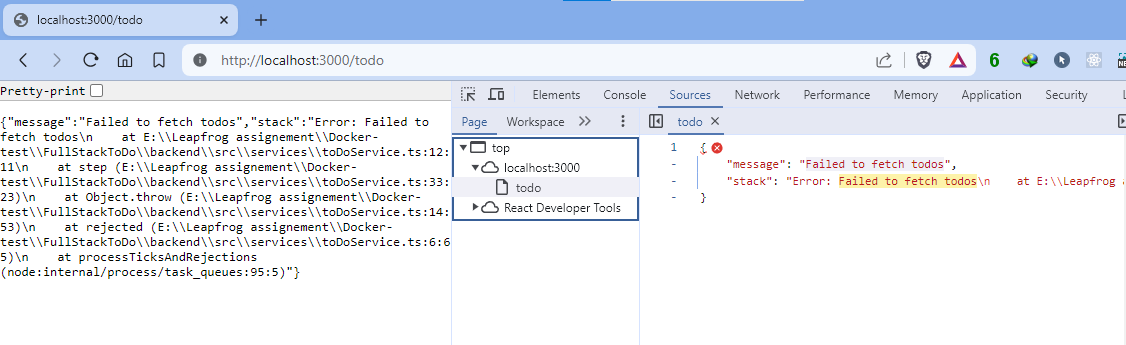 localhost:3000/todo
http://localhost:3000/todo
6
Pretty-print
Elements Console Sources Network Performance Memory Application Security
Page Workspace
todo
{"message":"Failed to fetch todos","stack":"Error: Failed to
fetch todos\n    at E:\\Leapfrog assignement\\Docker-
test\\FullStackToDo\\backend\\src\\services\\toDoService.ts:12:
11\n    at step (E:\\Leapfrog assignement\\Docker-
test\\FullStackToDo\\backend\\src\\services\\toDoService.ts:33:
23)\n    at Object.throw (E:\\Leapfrog assignement\\Docker-
test\\FullStackToDo\\backend\\src\\services\\toDoService.ts:14:
53)\n    at rejected (E:\\Leapfrog assignement\\Docker-
test\\FullStackToDo\\backend\\src\\services\\toDoService.ts:6:6
5)\n    at processTicksAndRejections
(node:internal/process/task_queues:95:5)"}
top
localhost:3000
todo
React Developer Tools
1 {
- "message": "Failed to fetch todos",
- "stack": "Error: Failed to fetch todos\n    at E:\\Leapfrog
- }